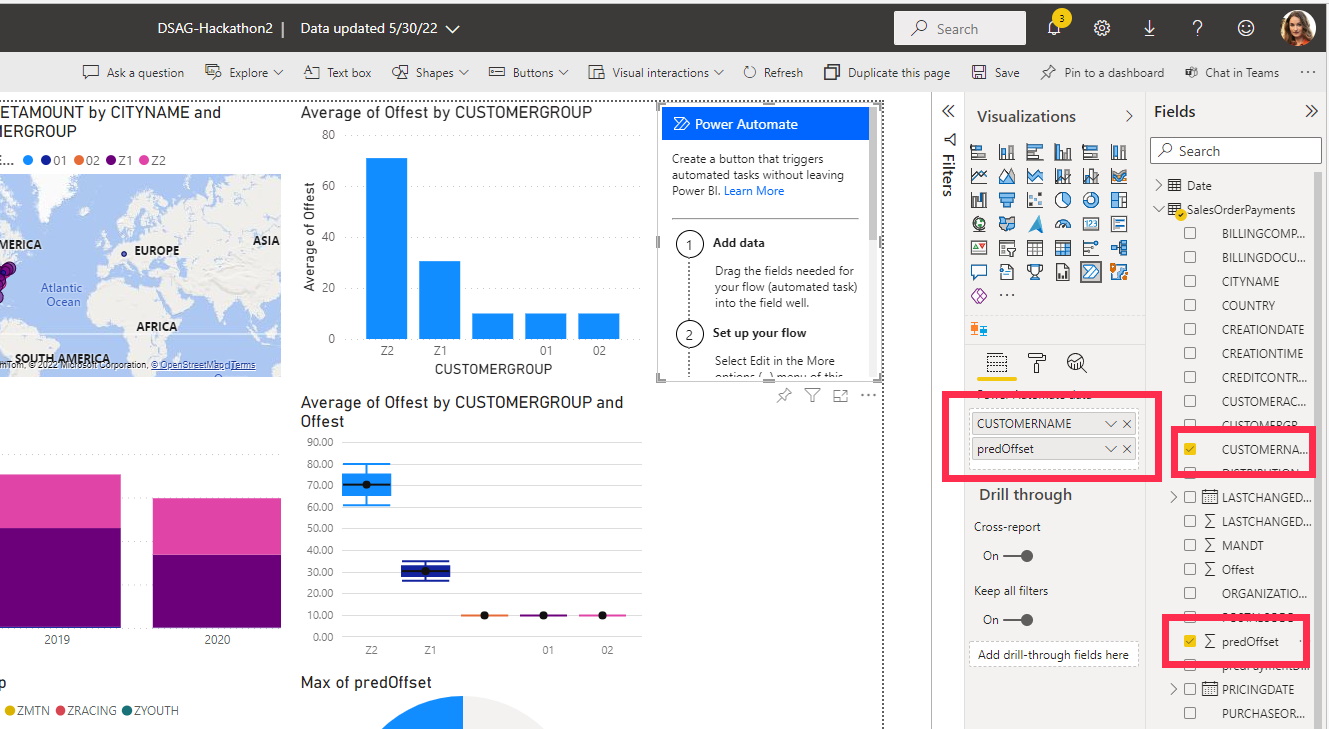 DSAG-Hackathon2 | Data updated 5/30/22
Search
3
Ask a question Explore Text box Shapes Buttons Visual interactions Refresh Duplicate this page Save Pin to a dashboard Chat in Teams ...
ETAMOUNT by CITYNAME and
MERGROUP
E... 01 02 Z1 Z2
MERICA
EUROPE
ASIA
Atlantic
Ocean
AFRICA
SOUTH AMERICA
mTom, © 2022 Microsoft Corporation, © OpenStreetMap Terms
2019 2020
ZMTN ZRACING ZYOUTH
Average of Offest by CUSTOMERGROUP
Average of Offest
80
60
40
20
0
Z2 Z1 01 02
CUSTOMERGROUP
Average of Offest by CUSTOMERGROUP and
Offest
90.00
80.00
70.00
60.00
50.00
40.00
30.00
20.00
10.00
0.00
Z2 Z1 01 02
Max of predOffset
Power Automate
Create a button that triggers
automated tasks without leaving
Power BI. Learn More
1 Add data
Drag the fields needed for
your flow (automated task)
into the field well.
2 Set up your flow
Select Edit in the More
options (...) menu of this
Filters
Visualizations
123
Power Automate data
CUSTOMERNAME
predOffset
Drill through
Cross-report
On
Keep all filters
On
Add drill-through fields here
Fields
Search
Date
SalesOrderPayments
BILLINGCOMP...
BILLINGDOCU...
CITYNAME
COUNTRY
CREATIONDATE
CREATIONTIME
CREDITCONTR...
CUSTOMERAC...
CUSTOMERGR...
CUSTOMERNA...
DISTRIBUTION...
LASTCHANGED...
LASTCHANGED...
MANDT
Offest
ORGANIZATIO...
POSTALCODE
predOffset
predPaymentD...
PRICINGDATE
PURCHASEOR...